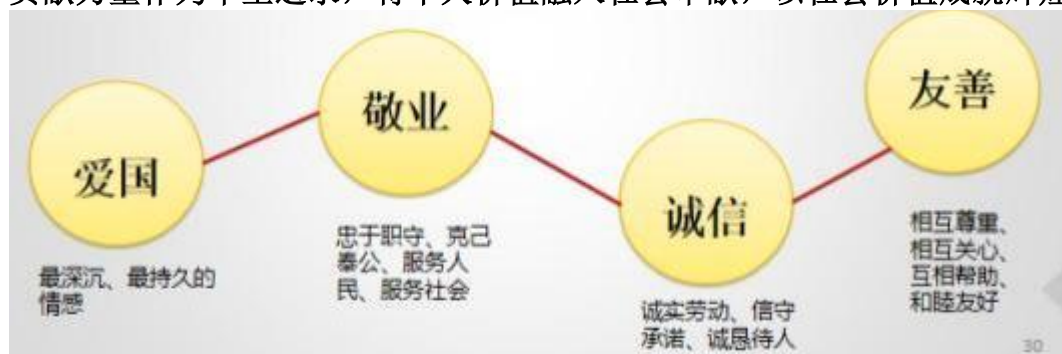 爱国
最深沉、最持久的
情感
敬业
忠于职守、克己
奉公、服务人
民、服务社会
诚信
诚实劳动、信守
承诺、诚恳待人
友善
相互尊重、
相互关心、
互相帮助、
和睦友好
30